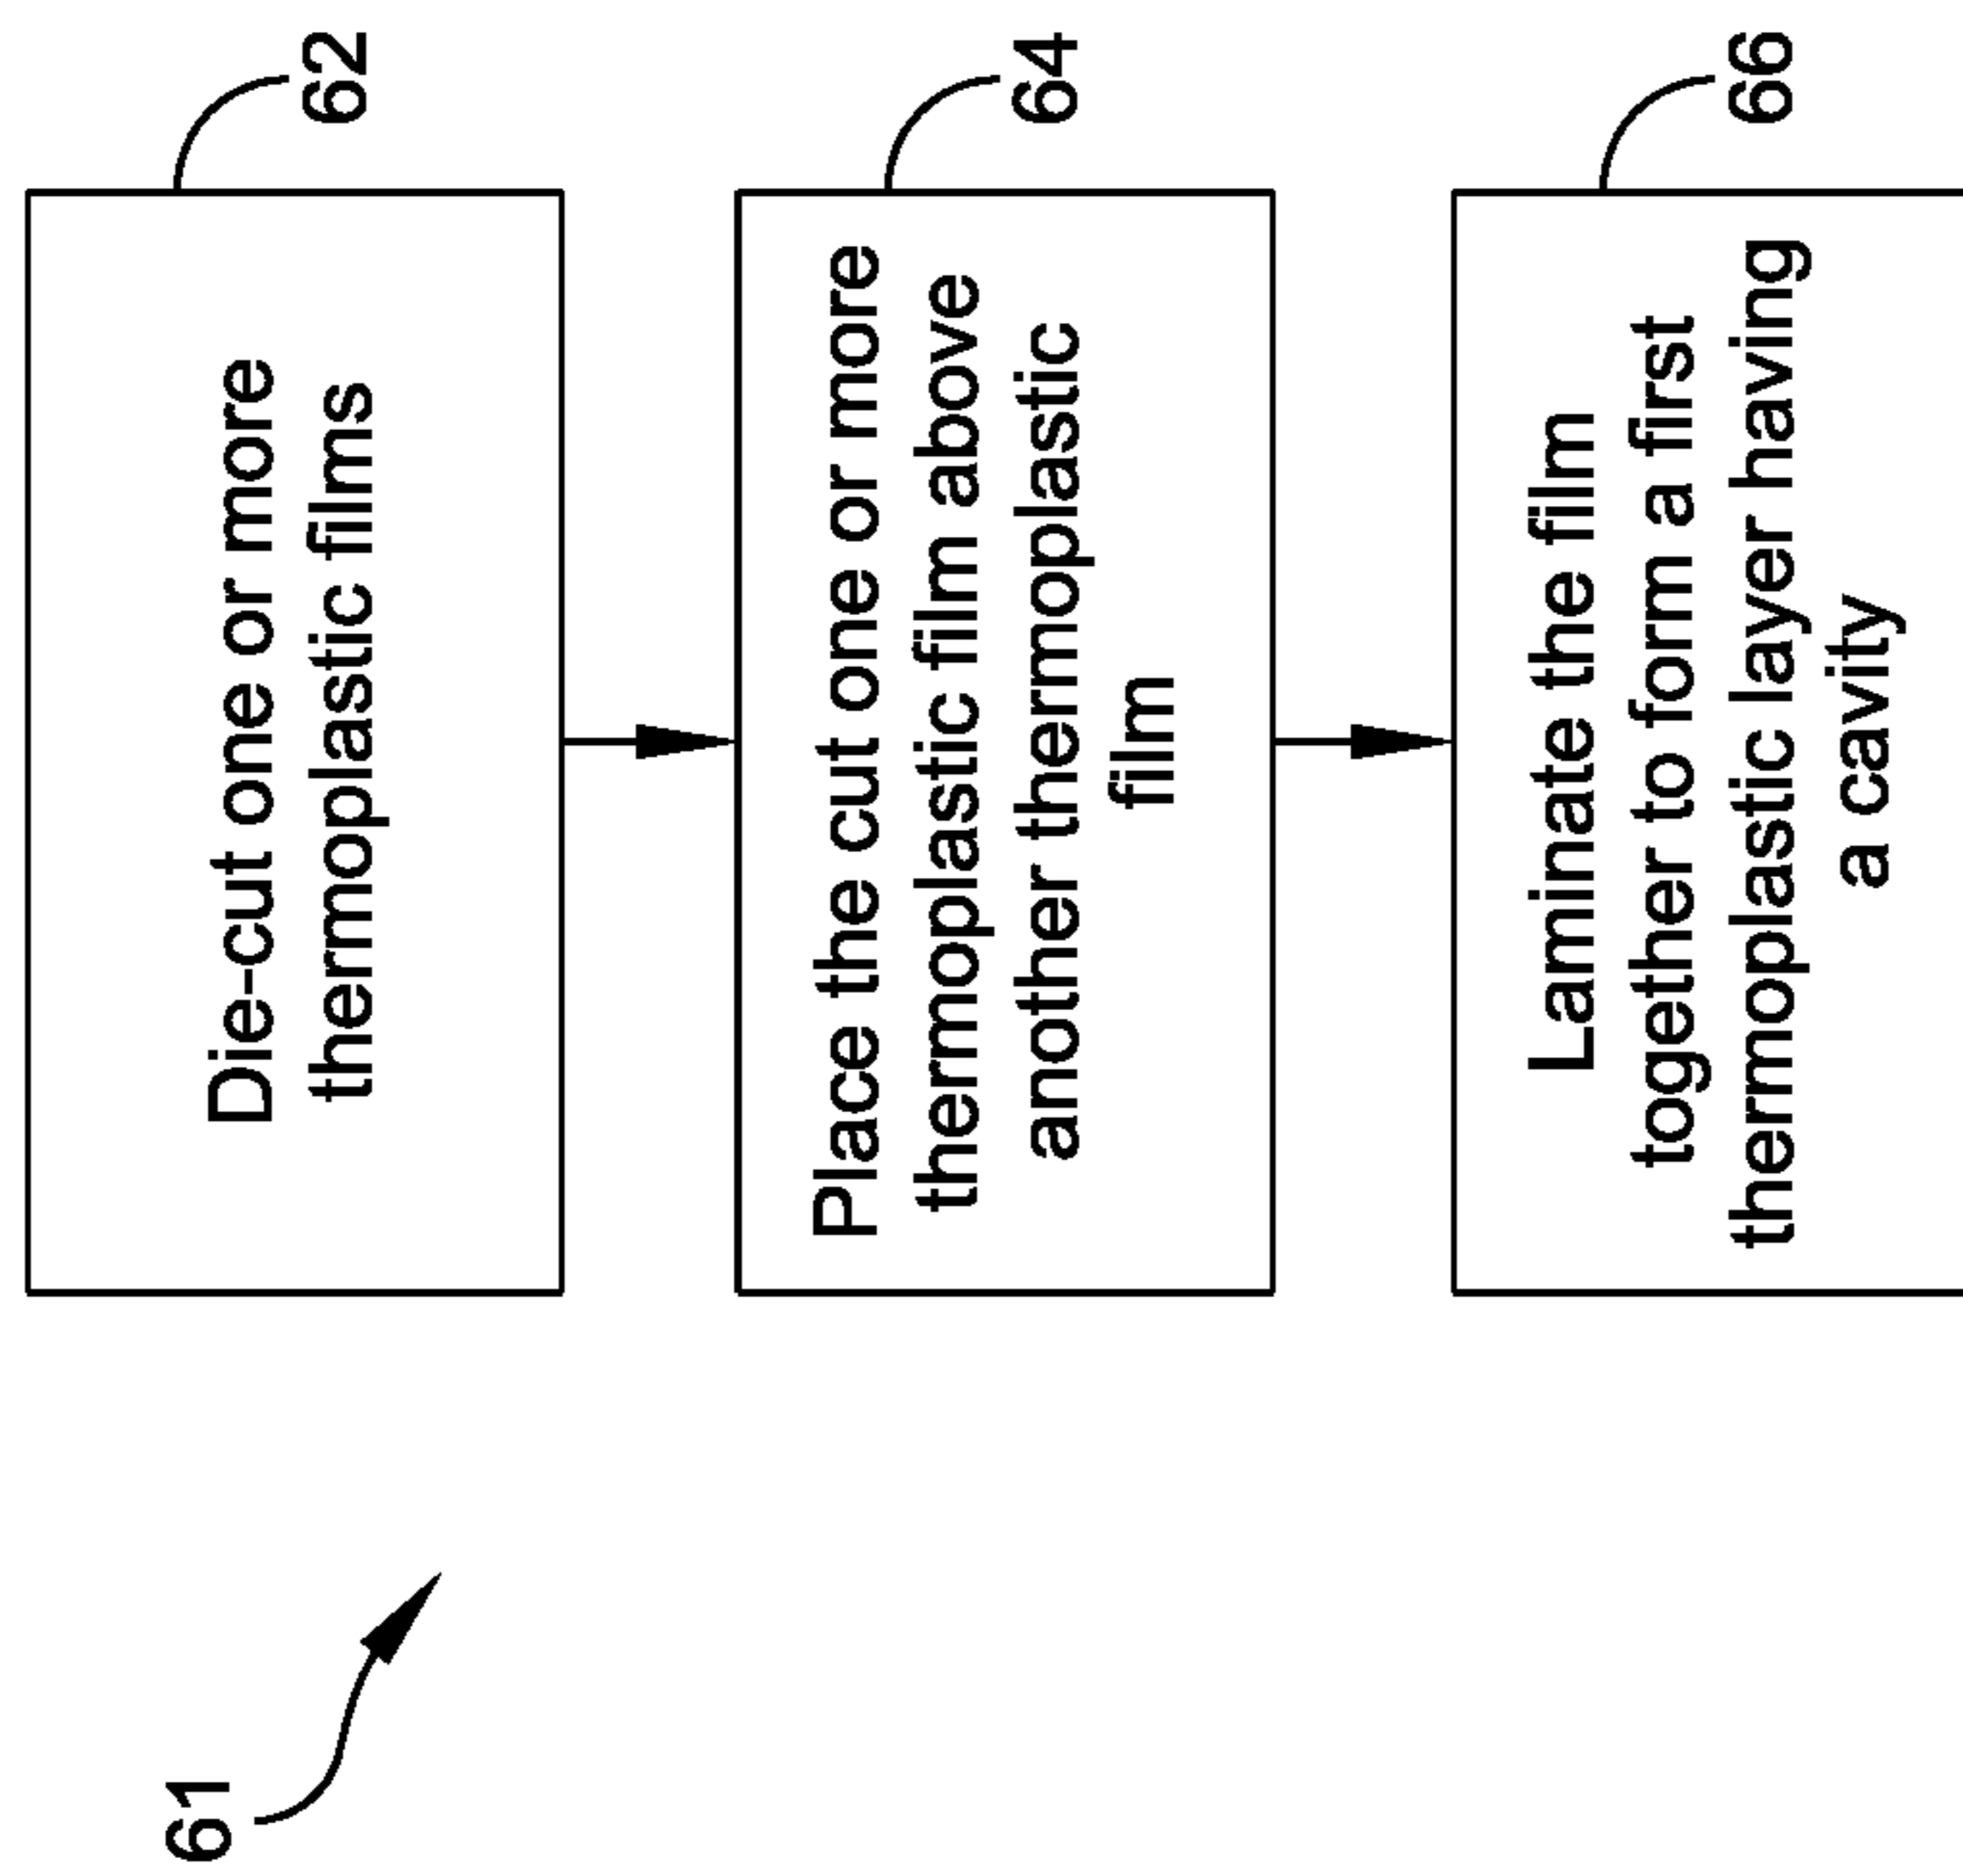 61
Die-cut one or more
thermoplastic films
62
Place the cut one or more
thermoplastic film above
another thermoplastic
film
64
Laminate the film
together to form a first
thermoplastic layer having
a cavity
66